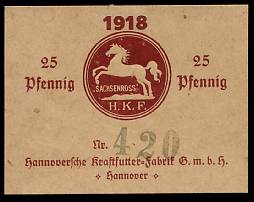 1918
25 Pfennig
25 Pfennig
"SACHSENROSS"
H.K.F.
Nr. 420
Hannoversche Kraftfutter-Fabrik G.m.b.H.
Hannover